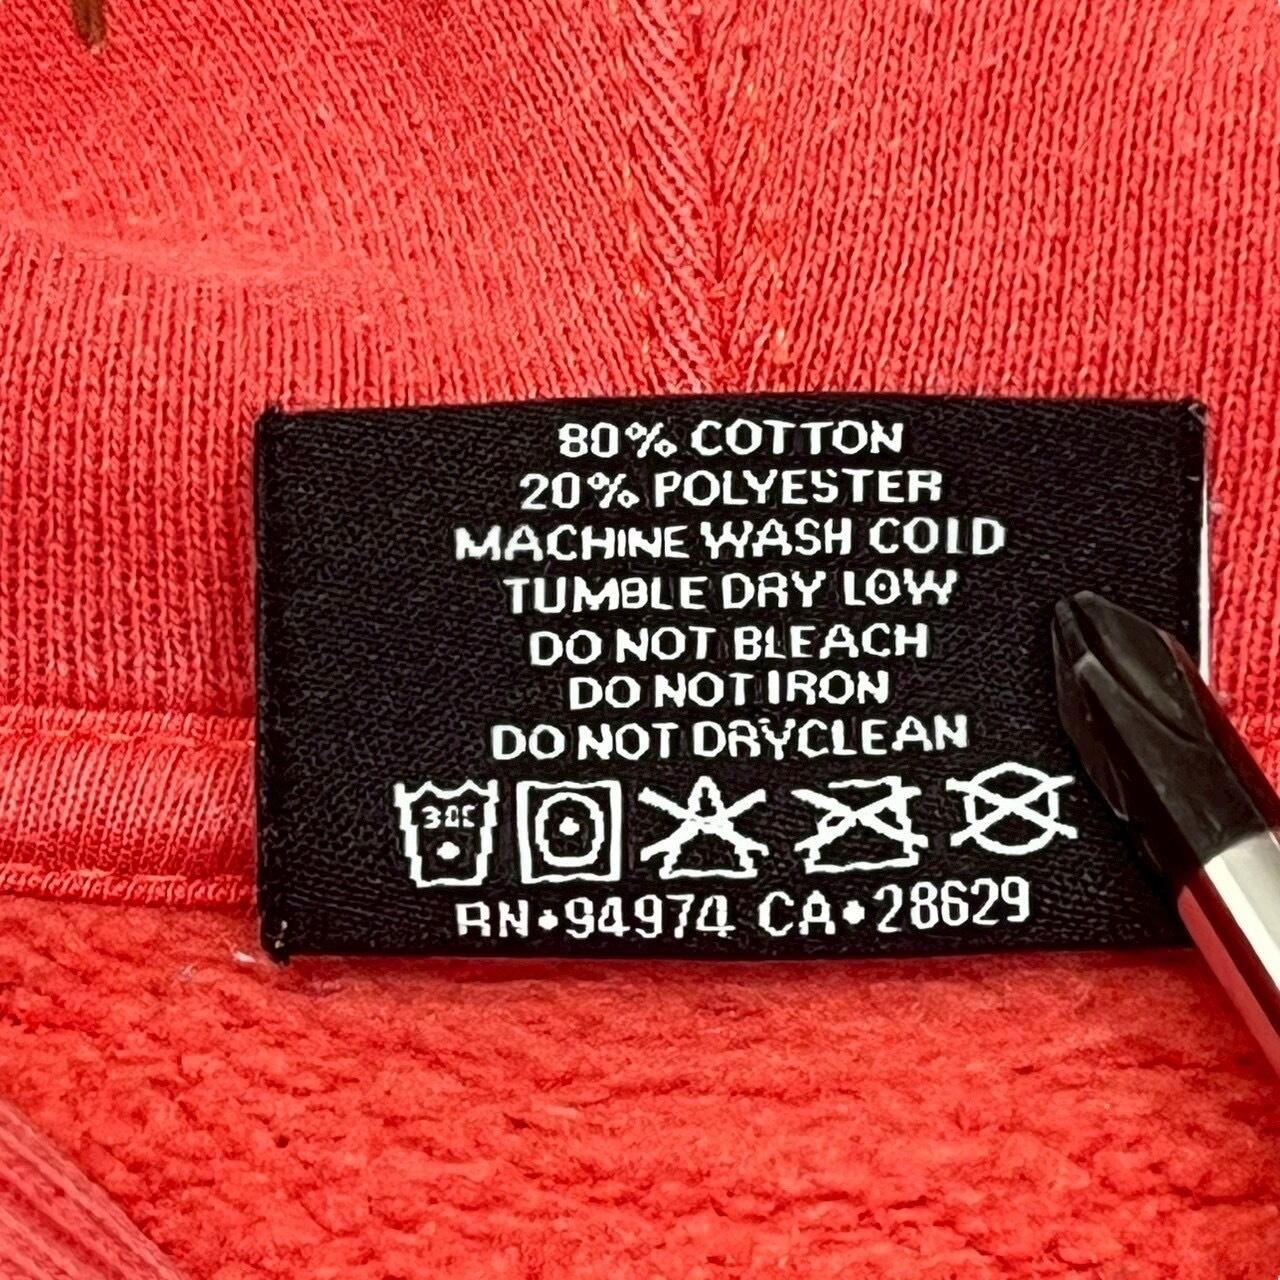 80% COTTON
20% POLYESTER
MACHINE WASH COLD
TUMBLE DRY LOW
DO NOT BLEACH
DO NOT IRON
DO NOT DRYCLEAN
30C
RN•94974 CA•28629